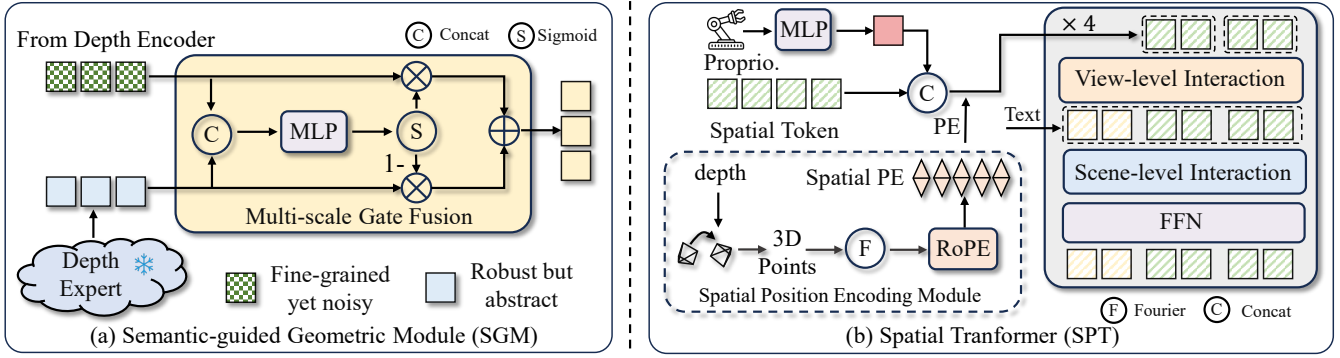 From Depth Encoder
C Concat S Sigmoid
C
MLP
S
1-
Multi-scale Gate Fusion
Depth
Expert
Fine-grained
yet noisy
Robust but
abstract
(a) Semantic-guided Geometric Module (SGM)
Proprio.
MLP
C
Spatial Token
PE
depth
Spatial PE
3D
Points
F
RoPE
Spatial Position Encoding Module
× 4
View-level Interaction
Text
Scene-level Interaction
FFN
F Fourier C Concat
(b) Spatial Tranformer (SPT)